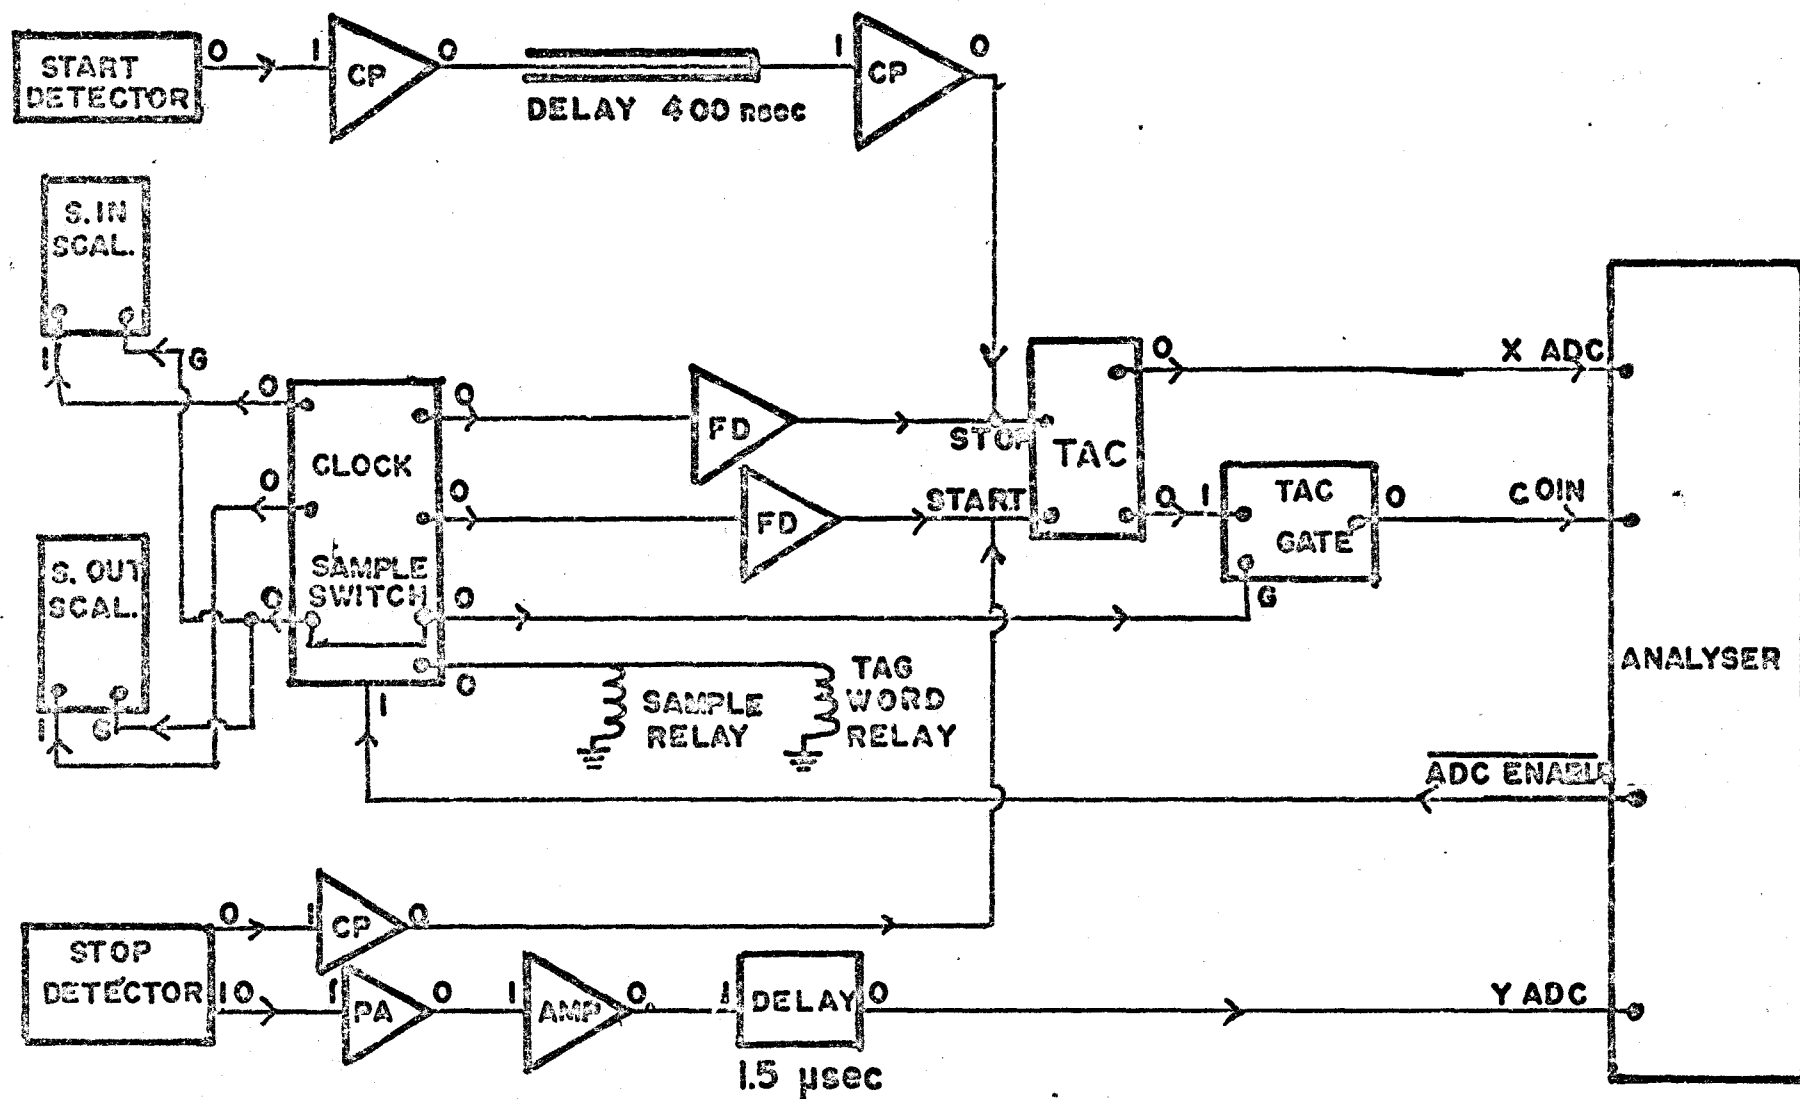 START
DETECTOR
O
I
CP
O
DELAY 400 nsec
I
CP
O
S.IN
SCAL.
I
G
O
O
CLOCK
O
O
SAMPLE
SWITCH
O
O
O
I
S. OUT
SCAL.
I
G
FD
FD
STOP
START
TAC
O
O
I
TAC
GATE
O
G
X ADC
COIN
ANALYSER
TAG
WORD
RELAY
SAMPLE
RELAY
ADC ENABLE
STOP
DETECTOR
O
I
CP
O
IO
I
PA
O
I
AMP
O
I
DELAY
O
1.5 µsec
Y ADC